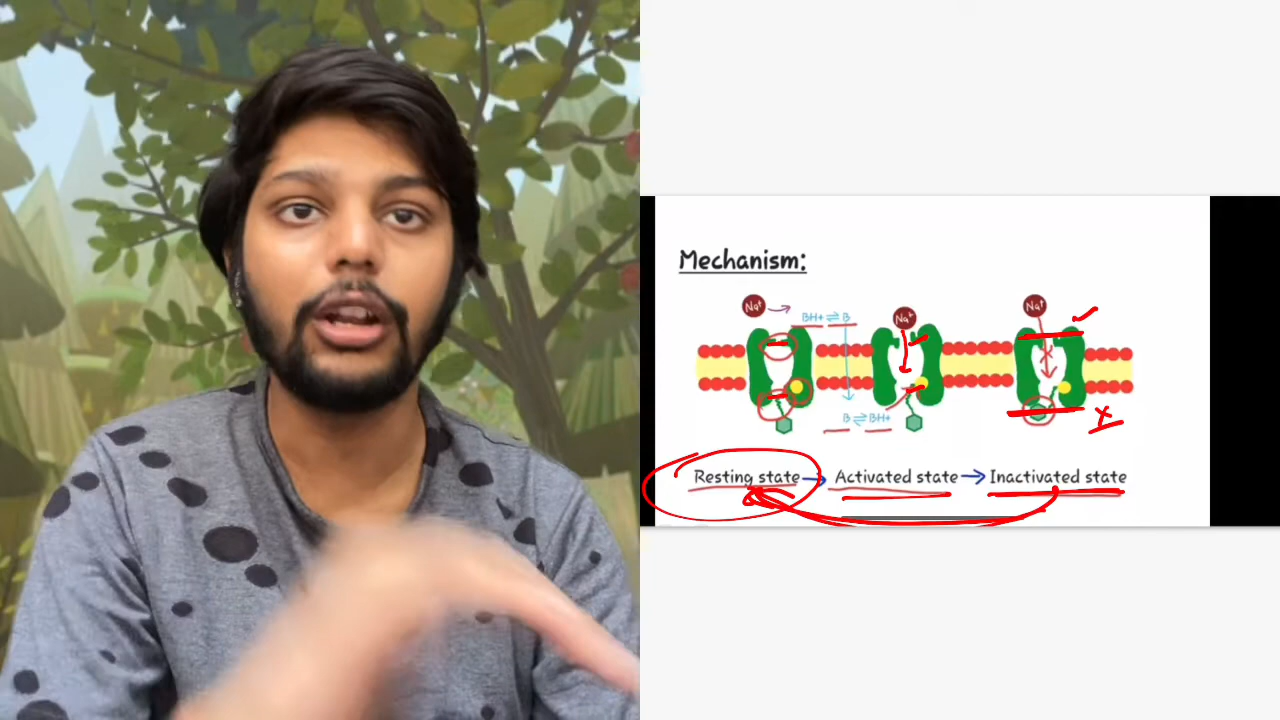 Mechanism:
Na+
Na+
Na+
BH+ ⇌ B
B ⇌ BH+
Resting state → Activated state → Inactivated state